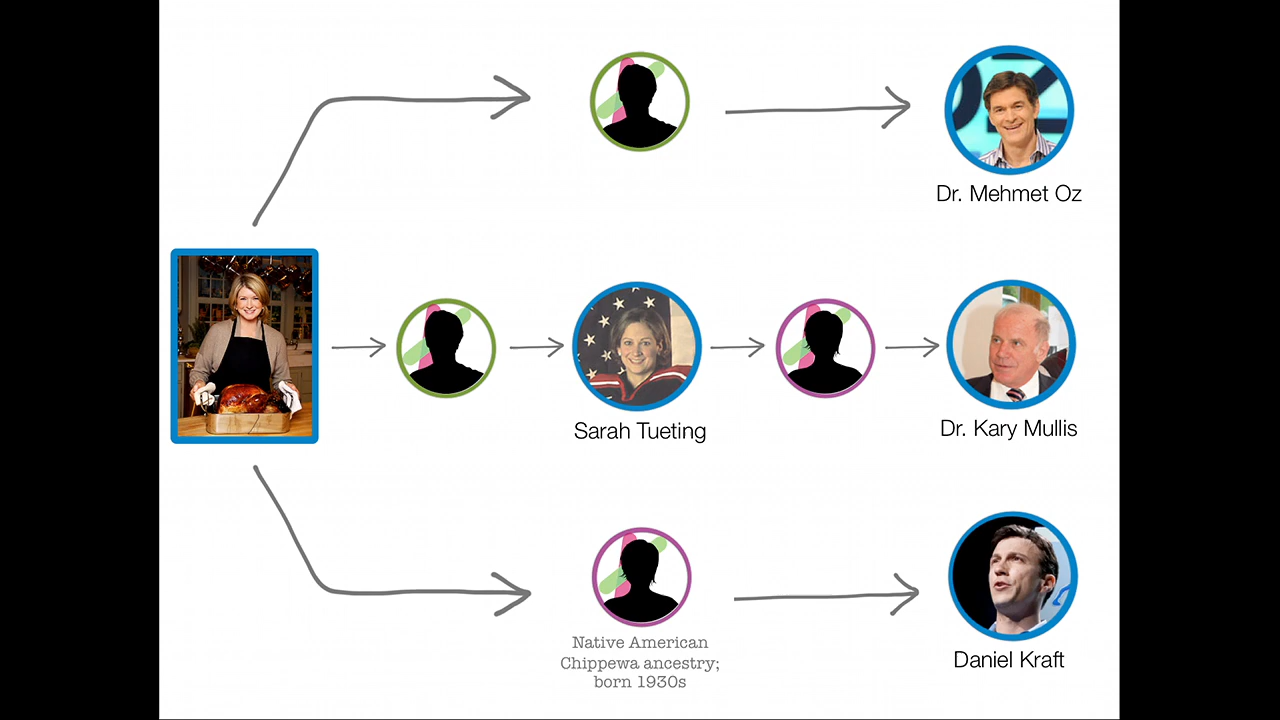 Dr. Mehmet Oz
Sarah Tueting
Dr. Kary Mullis
Native American
Chippewa ancestry;
born 1930s
Daniel Kraft